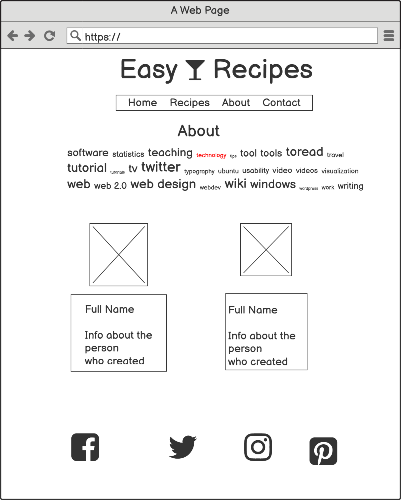 A Web Page
https://
Easy Recipes
Home Recipes About Contact
About
software statistics teaching technology tips tool tools toread travel
tutorial tutorials tv twitter typography ubuntu usability video videos visualization
web web 2.0 web design webdev wiki windows wordpress work writing
Full Name
Info about the
person
who created
Full Name
Info about the
person
who created